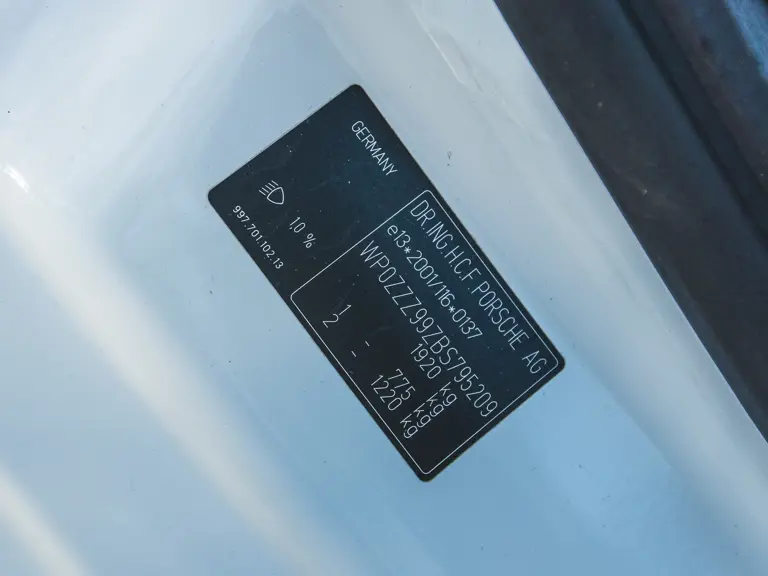 GERMANY
1,0 %
997.701.102.13
DR.ING.H.C.F.PORSCHE AG
e13*2001/116*0137
WP0ZZZ99ZBS795209
1920 kg
1 - 775 kg
2 - 1220 kg